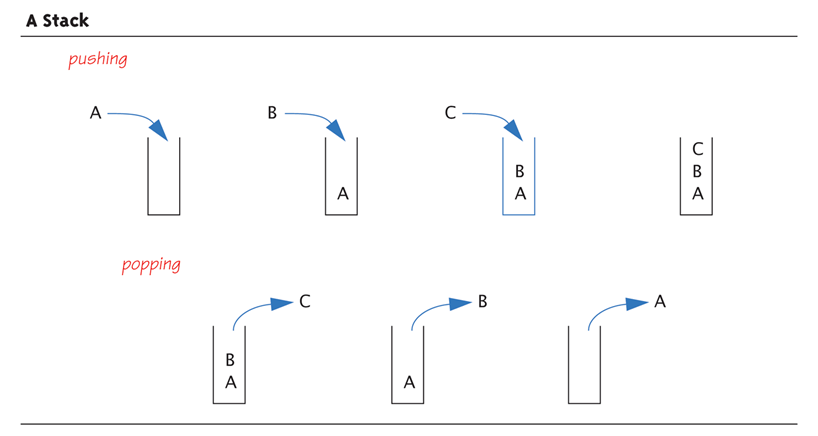 A Stack
pushing
A B C
C
B B
A A A
popping
C B A
B
A A